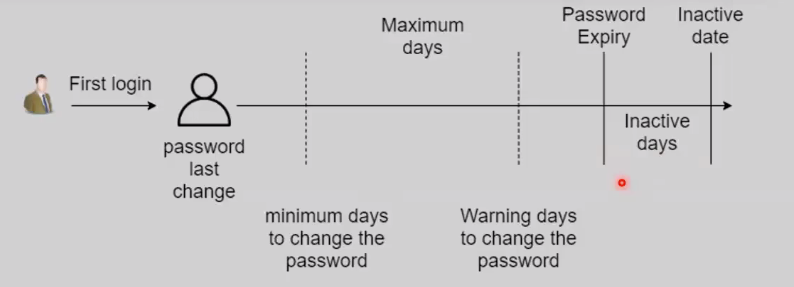 Maximum
days
Password
Expiry
Inactive
date
First login
Inactive
days
password
last
change
minimum days
to change the
password
Warning days
to change the
password